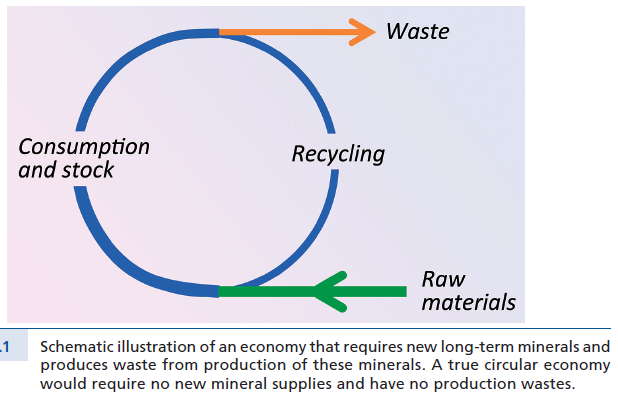 Waste
Consumption
and stock
Recycling
Raw
materials
.1 Schematic illustration of an economy that requires new long-term minerals and
produces waste from production of these minerals. A true circular economy
would require no new mineral supplies and have no production wastes.